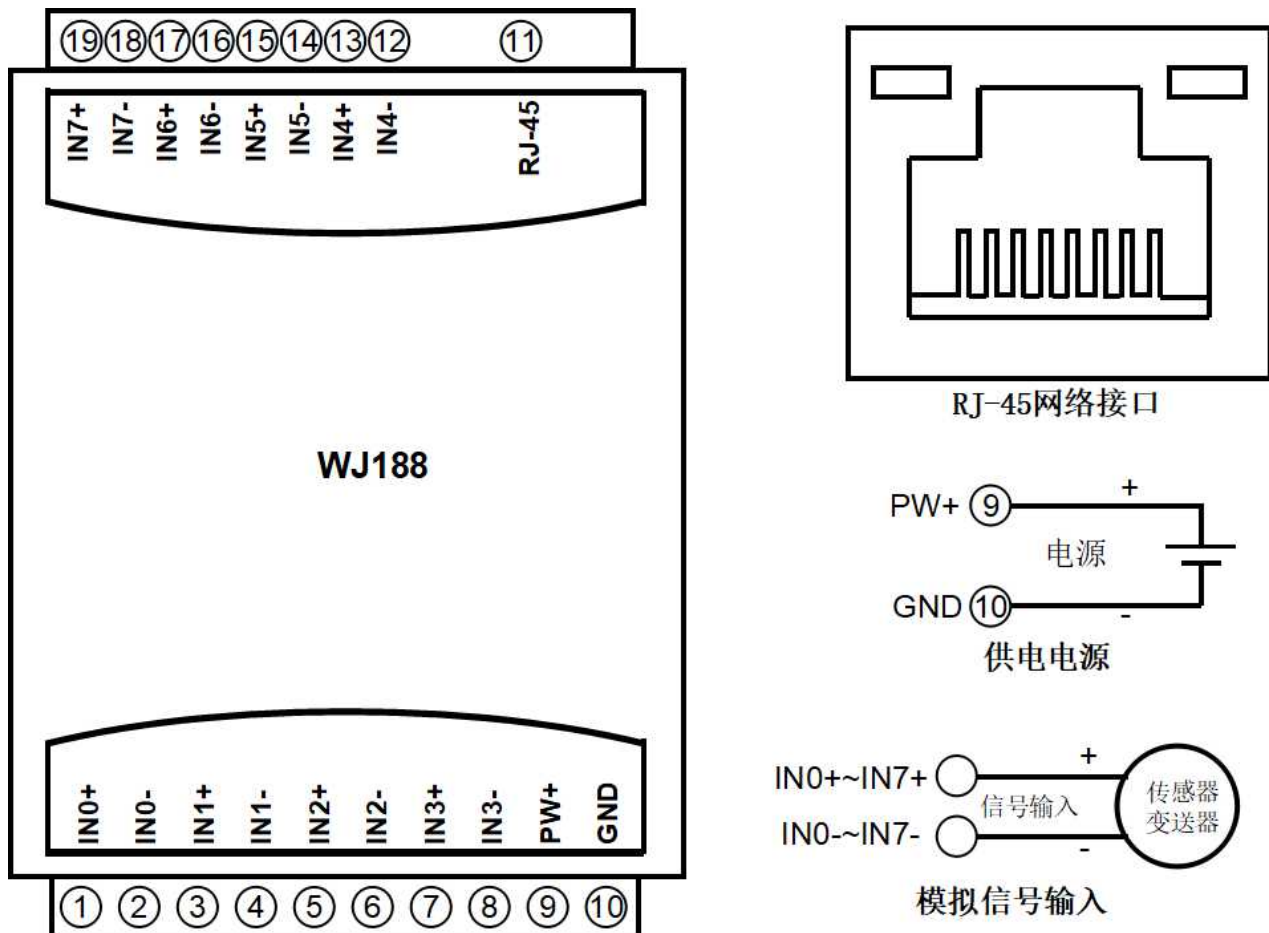 ⑲⑱⑰⑯⑮⑭⑬⑫ ⑪
IN7+ IN7- IN6+ IN6- IN5+ IN5- IN4+ IN4- RJ-45
WJ188
IN0+ IN0- IN1+ IN1- IN2+ IN2- IN3+ IN3- PW+ GND
① ② ③ ④ ⑤ ⑥ ⑦ ⑧ ⑨ ⑩
RJ-45网络接口
PW+ ⑨ +
电源
GND ⑩ -
供电电源
IN0+~IN7+ +
信号输入
传感器
变送器
IN0-~IN7- -
模拟信号输入